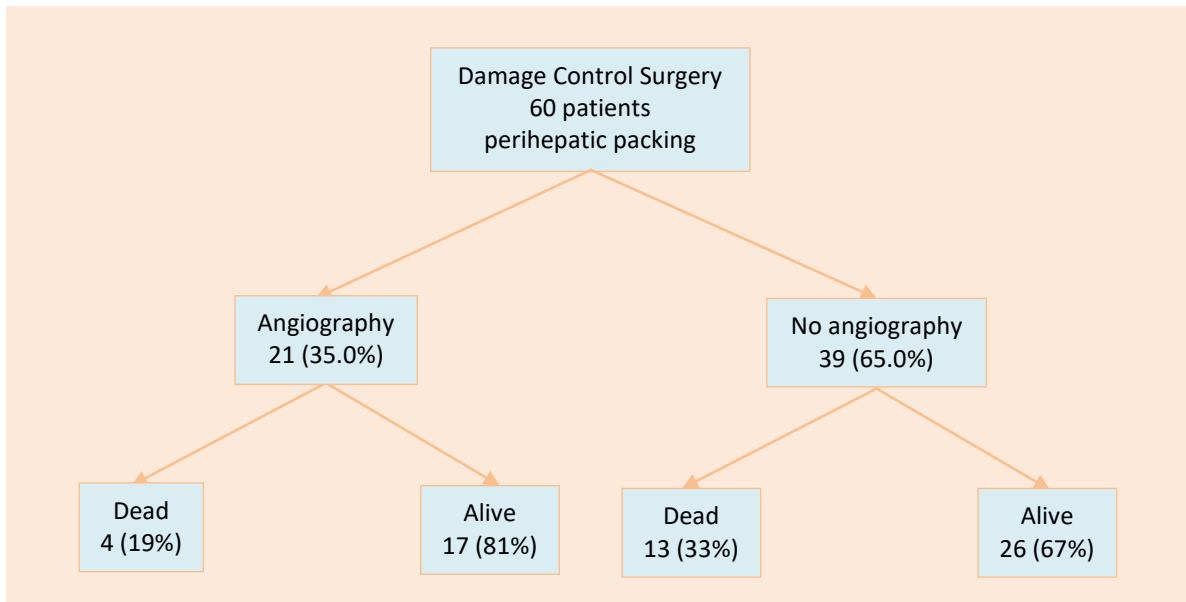 Damage Control Surgery
60 patients
perihepatic packing
Angiography
21 (35.0%)
No angiography
39 (65.0%)
Dead
4 (19%)
Alive
17 (81%)
Dead
13 (33%)
Alive
26 (67%)